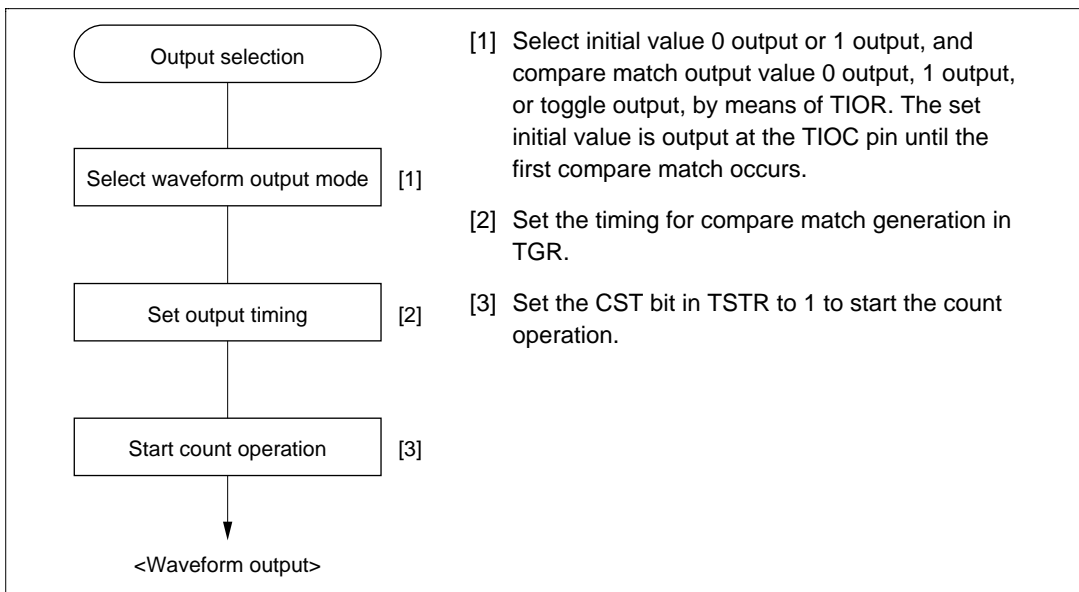 Output selection
Select waveform output mode [1]
Set output timing [2]
Start count operation [3]
<Waveform output>
[1] Select initial value 0 output or 1 output, and
compare match output value 0 output, 1 output,
or toggle output, by means of TIOR. The set
initial value is output at the TIOC pin until the
first compare match occurs.
[2] Set the timing for compare match generation in
TGR.
[3] Set the CST bit in TSTR to 1 to start the count
operation.